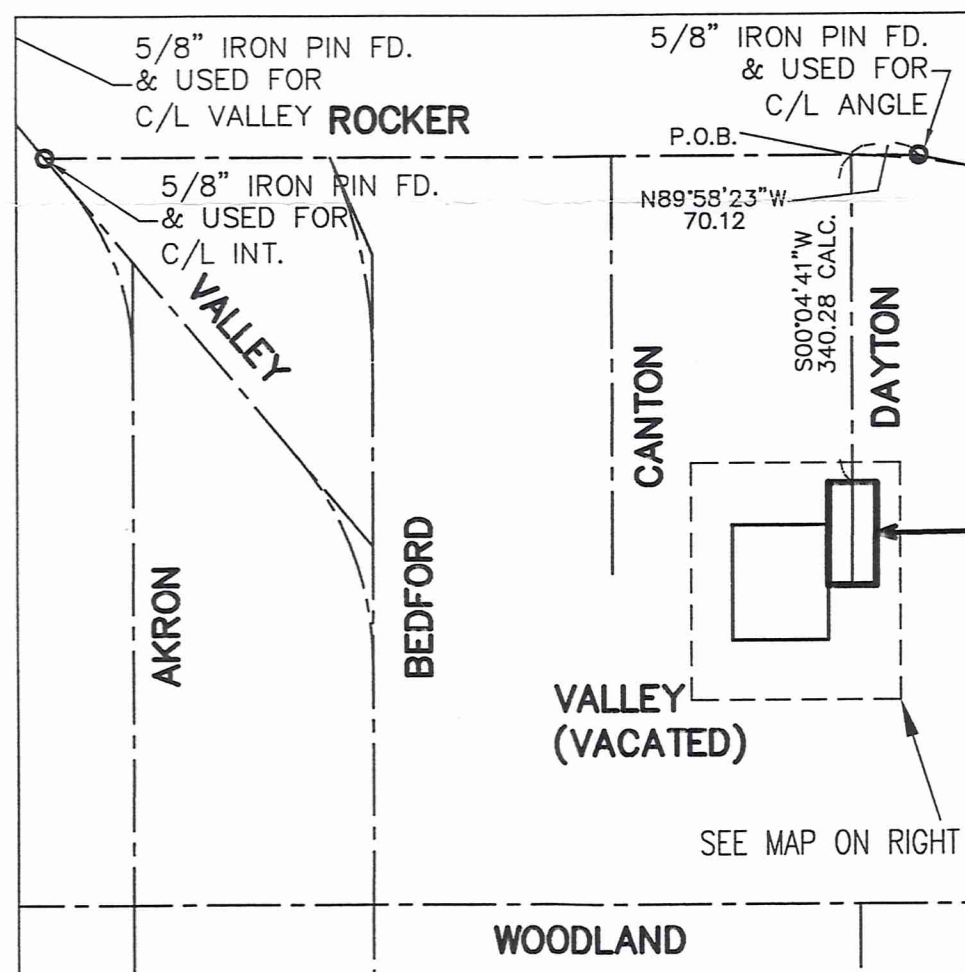 5/8" IRON PIN FD.
& USED FOR
C/L VALLEY
ROCKER
5/8" IRON PIN FD.
& USED FOR
C/L ANGLE
P.O.B.
5/8" IRON PIN FD.
& USED FOR
C/L INT.
N89°58'23"W
70.12
S00°04'41"W
340.28 CALC.
VALLEY
DAYTON
CANTON
BEDFORD
AKRON
VALLEY
(VACATED)
SEE MAP ON RIGHT
WOODLAND